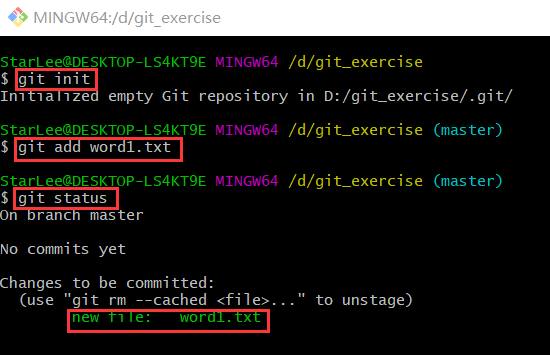 MINGW64:/d/git_exercise
StarLee@DESKTOP-LS4KT9E MINGW64 /d/git_exercise
$ git init
Initialized empty Git repository in D:/git_exercise/.git/
StarLee@DESKTOP-LS4KT9E MINGW64 /d/git_exercise (master)
$ git add word1.txt
StarLee@DESKTOP-LS4KT9E MINGW64 /d/git_exercise (master)
$ git status
On branch master
No commits yet
Changes to be committed:
(use "git rm --cached <file>..." to unstage)
new file: word1.txt